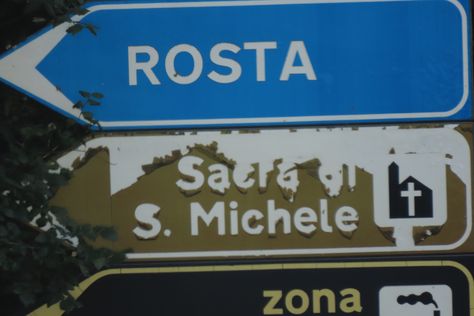 ROSTA
Sacra di
S. Michele
zona